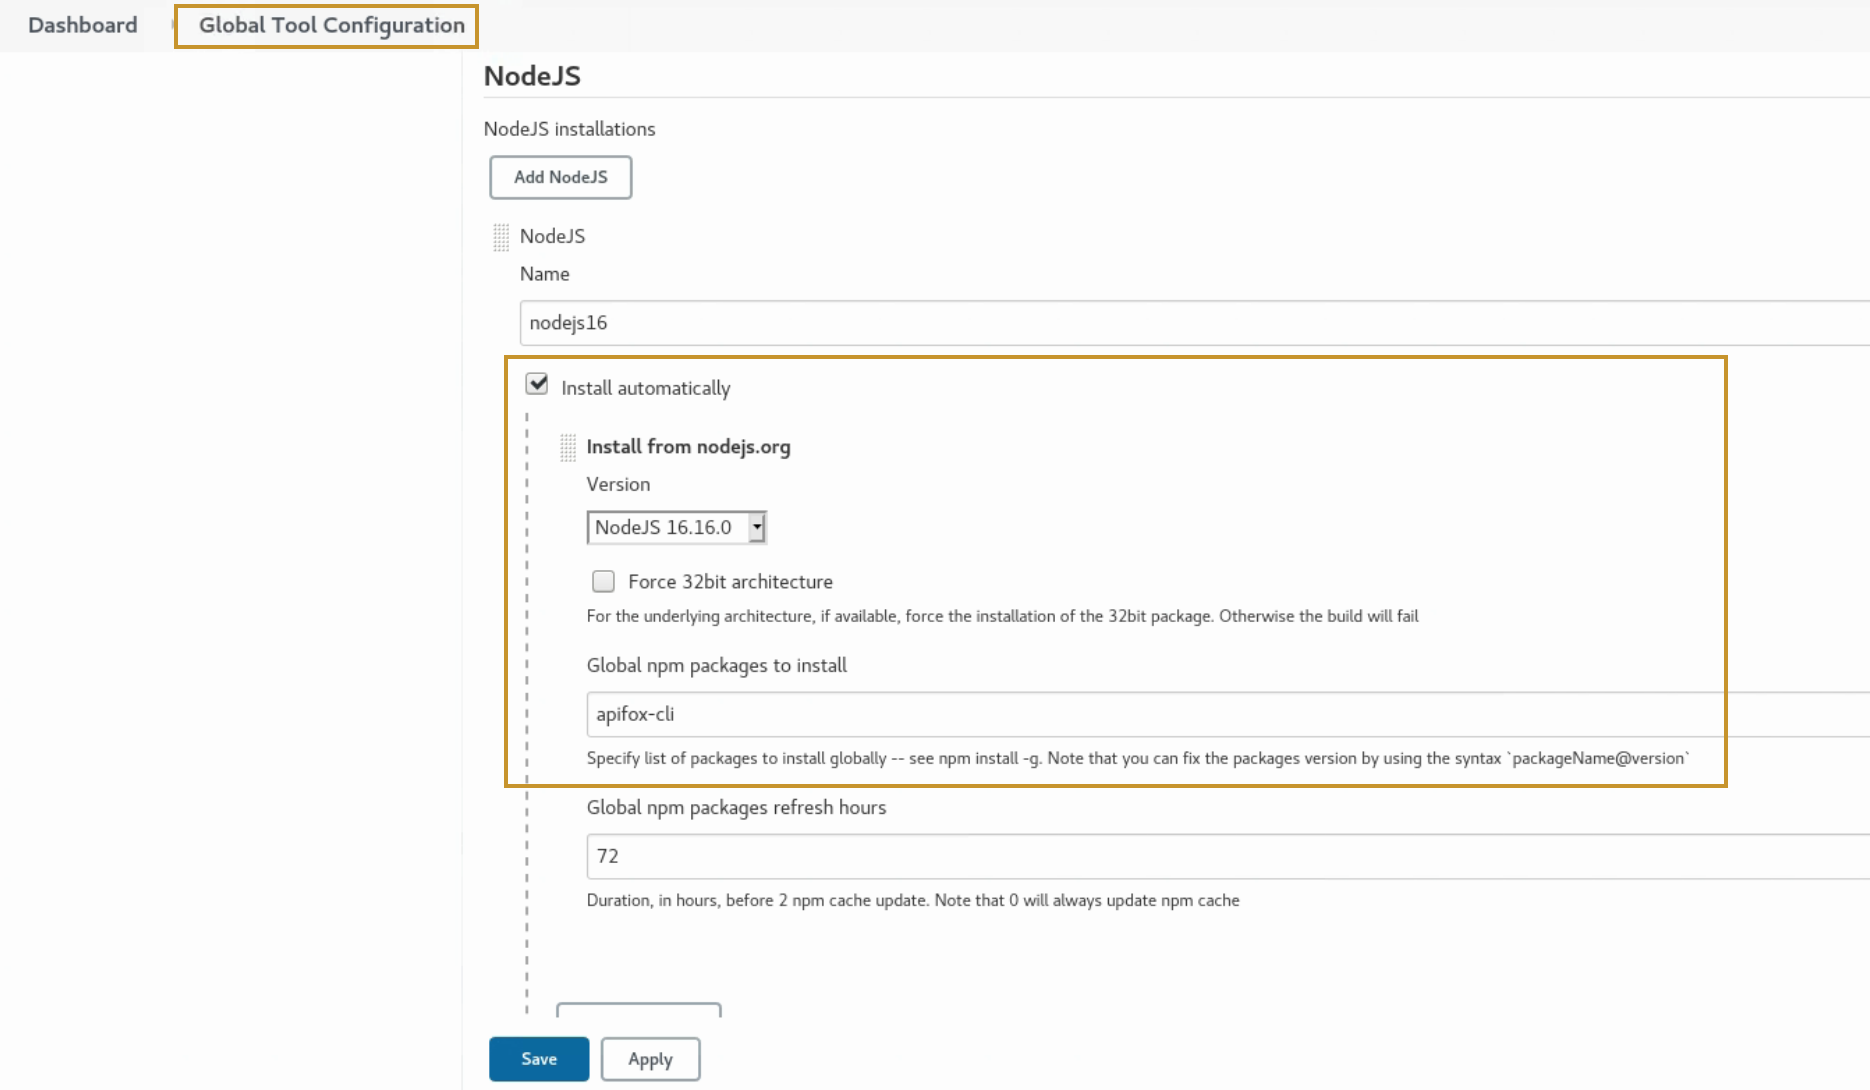 Dashboard
Global Tool Configuration
NodeJS
NodeJS installations
Add NodeJS
NodeJS
Name
nodejs16
Install automatically
Install from nodejs.org
Version
NodeJS 16.16.0
Force 32bit architecture
For the underlying architecture, if available, force the installation of the 32bit package. Otherwise the build will fail
Global npm packages to install
apifox-cli
Specify list of packages to install globally -- see npm install -g. Note that you can fix the packages version by using the syntax `packageName@version`
Global npm packages refresh hours
72
Duration, in hours, before 2 npm cache update. Note that 0 will always update npm cache
Save
Apply